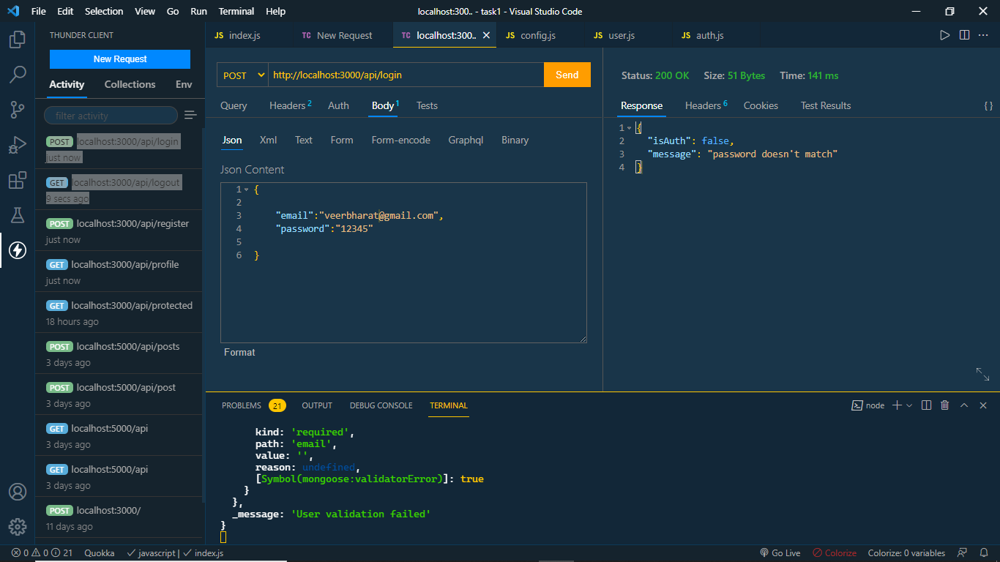 File Edit Selection View Go Run Terminal Help localhost:300.. - task1 - Visual Studio Code
THUNDER CLIENT
New Request
Activity Collections Env
filter activity
POST localhost:3000/api/login
just now
GET localhost:3000/api/logout
9 secs ago
POST localhost:3000/api/register
just now
GET localhost:3000/api/profile
just now
GET localhost:3000/api/protected
18 hours ago
POST localhost:5000/api/posts
3 days ago
POST localhost:5000/api/post
3 days ago
GET localhost:5000/api
3 days ago
GET localhost:5000/api
3 days ago
POST localhost:3000/
11 days ago
JS index.js TC New Request TC localhost:300.. JS config.js JS user.js JS auth.js
POST http://localhost:3000/api/login Send
Query Headers 2 Auth Body 1 Tests
Json Xml Text Form Form-encode Graphql Binary
Json Content
1 {
2
3 "email":"veerbharat@gmail.com",
4 "password":"12345"
5
6 }
Format
Status: 200 OK Size: 51 Bytes Time: 141 ms
Response Headers 6 Cookies Test Results { }
1 {
2 "isAuth": false,
3 "message": "password doesn't match"
4 }
PROBLEMS 21 OUTPUT DEBUG CONSOLE TERMINAL node
kind: 'required',
path: 'email',
value: '',
reason: undefined,
[Symbol(mongoose:validatorError)]: true
}
},
_message: 'User validation failed'
}
0 0 21 Quokka javascript | index.js Go Live Colorize Colorize: 0 variables